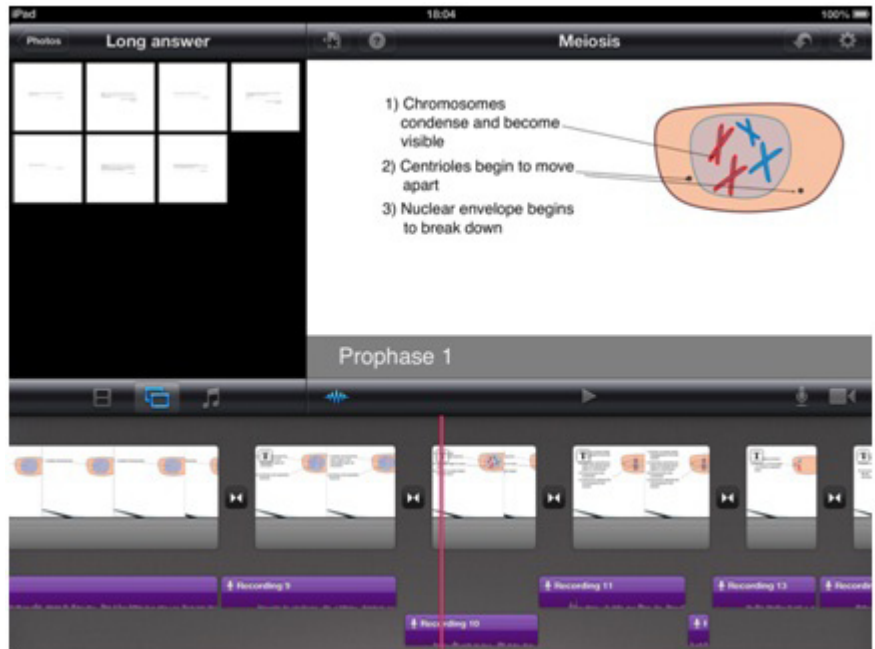 iPad 18:04 100%
Photos Long answer Meiosis
1) Chromosomes
condense and become
visible
2) Centrioles begin to move
apart
3) Nuclear envelope begins
to break down
Prophase 1
T T T T
Recording 9 Recording 11 Recording 13
Recording 10